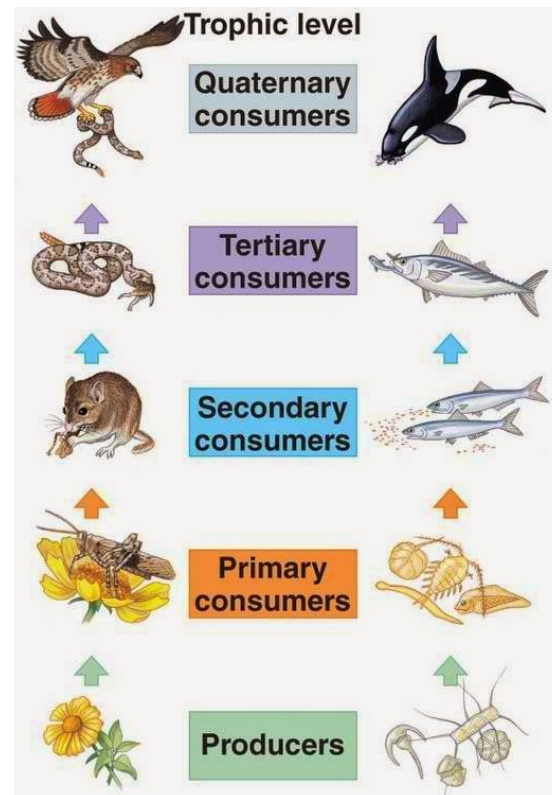 Trophic level
Quaternary
consumers
Tertiary
consumers
Secondary
consumers
Primary
consumers
Producers